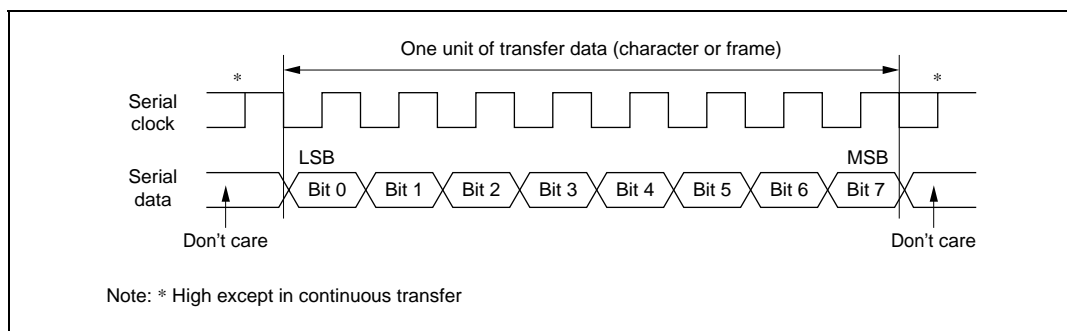 One unit of transfer data (character or frame)
* *
Serial clock
LSB MSB
Serial data
Bit 0 Bit 1 Bit 2 Bit 3 Bit 4 Bit 5 Bit 6 Bit 7
Don't care Don't care
Note: * High except in continuous transfer